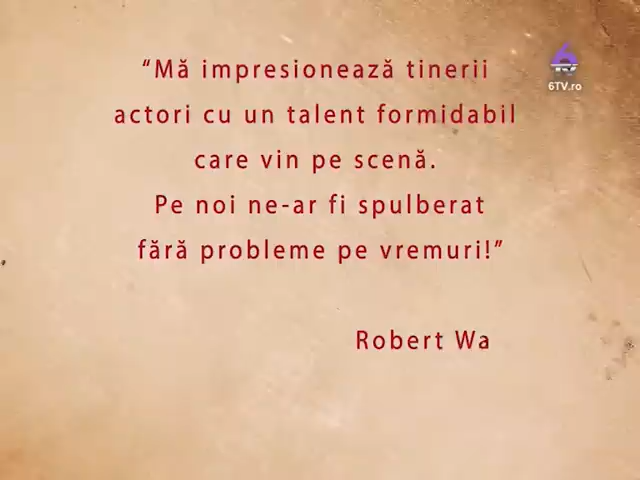 “Mă impresionează tinerii
actori cu un talent formidabil
care vin pe scenă.
Pe noi ne-ar fi spulberat
fără probleme pe vremuri!”
Robert Wa
6TV.ro